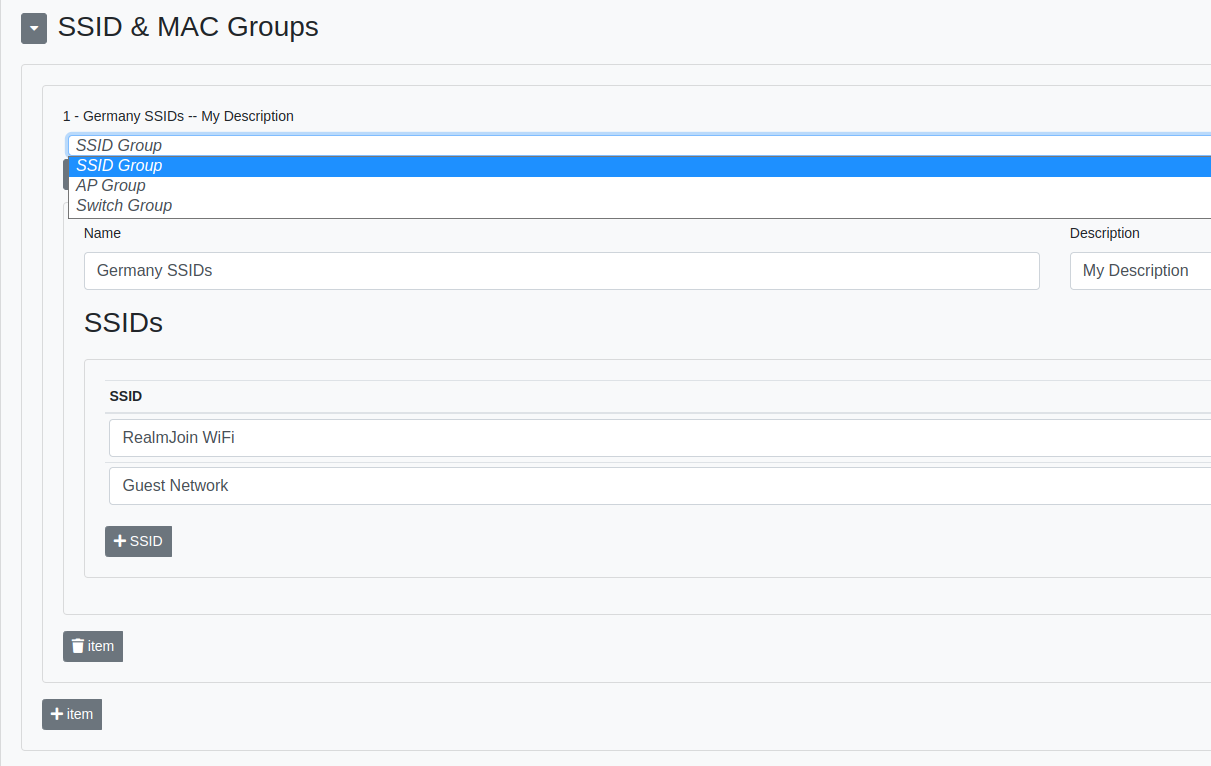 SSID & MAC Groups
1 - Germany SSIDs -- My Description
SSID Group
SSID Group
AP Group
Switch Group
Name
Description
Germany SSIDs
My Description
SSIDs
SSID
RealmJoin WiFi
Guest Network
SSID
item
item